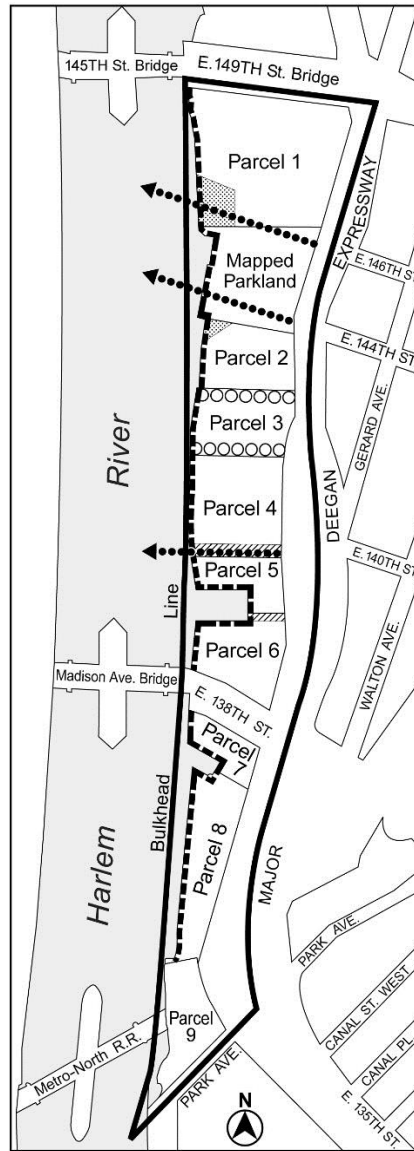 145TH St. Bridge
E. 149TH St. Bridge
Parcel 1
EXPRESSWAY
E. 146TH ST.
Mapped
Parkland
E. 144TH ST.
Parcel 2
GERARD AVE.
Parcel 3
River
Parcel 4
DEEGAN
E. 140TH ST.
Parcel 5
Line
WALTON AVE.
Parcel 6
Madison Ave. Bridge
E. 138TH ST.
Parcel
7
Bulkhead
Parcel 8
Harlem
MAJOR
PARK AVE.
CANAL ST. WEST
Parcel
9
CANAL PL.
Metro-North R.R.
PARK AVE.
E. 135TH ST.
N